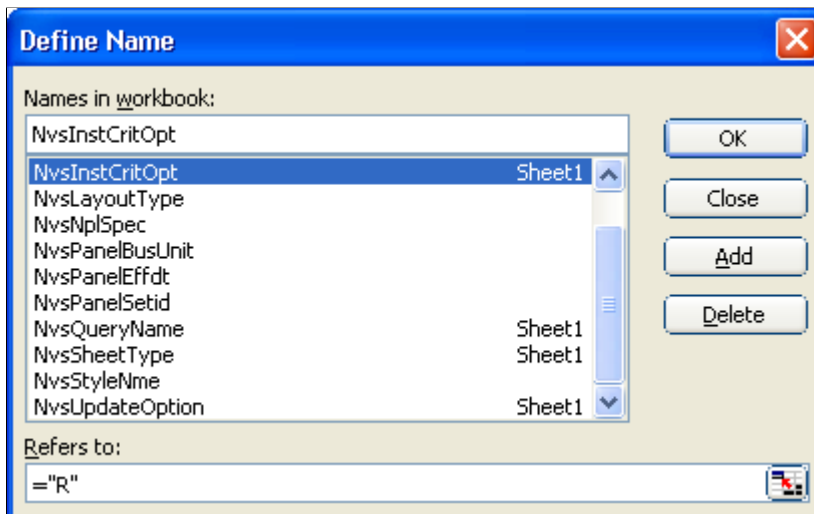 Define Name
Names in workbook:
NvsInstCritOpt
OK
NvsInstCritOpt Sheet1
NvsLayoutType
Close
NvsNplSpec
NvsPanelBusUnit
Add
NvsPanelEffdt
NvsPanelSetid
Delete
NvsQueryName Sheet1
NvsSheetType Sheet1
NvsStyleNme
NvsUpdateOption Sheet1
Refers to:
="R"